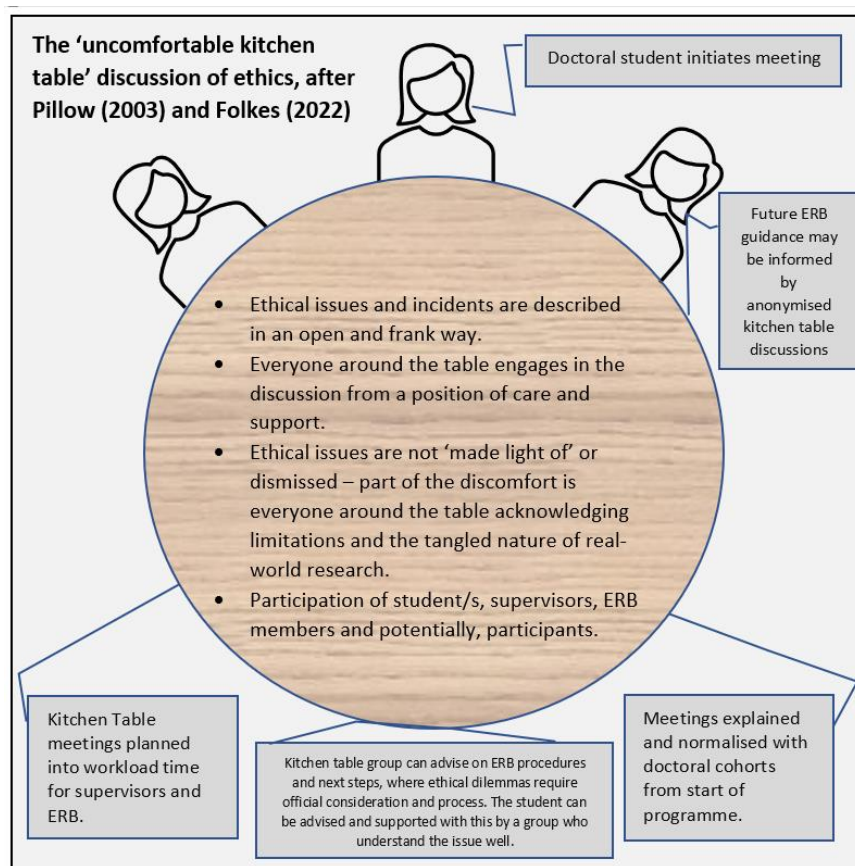 The ‘uncomfortable kitchen
table’ discussion of ethics, after
Pillow (2003) and Folkes (2022)
Doctoral student initiates meeting
Future ERB
guidance may
be informed
by
anonymised
kitchen table
discussions
• Ethical issues and incidents are described
in an open and frank way.
• Everyone around the table engages in the
discussion from a position of care and
support.
• Ethical issues are not ‘made light of’ or
dismissed – part of the discomfort is
everyone around the table acknowledging
limitations and the tangled nature of real-
world research.
• Participation of student/s, supervisors, ERB
members and potentially, participants.
Kitchen Table
meetings planned
into workload time
for supervisors and
ERB.
Kitchen table group can advise on ERB procedures
and next steps, where ethical dilemmas require
official consideration and process. The student can
be advised and supported with this by a group who
understand the issue well.
Meetings explained
and normalised with
doctoral cohorts
from start of
programme.